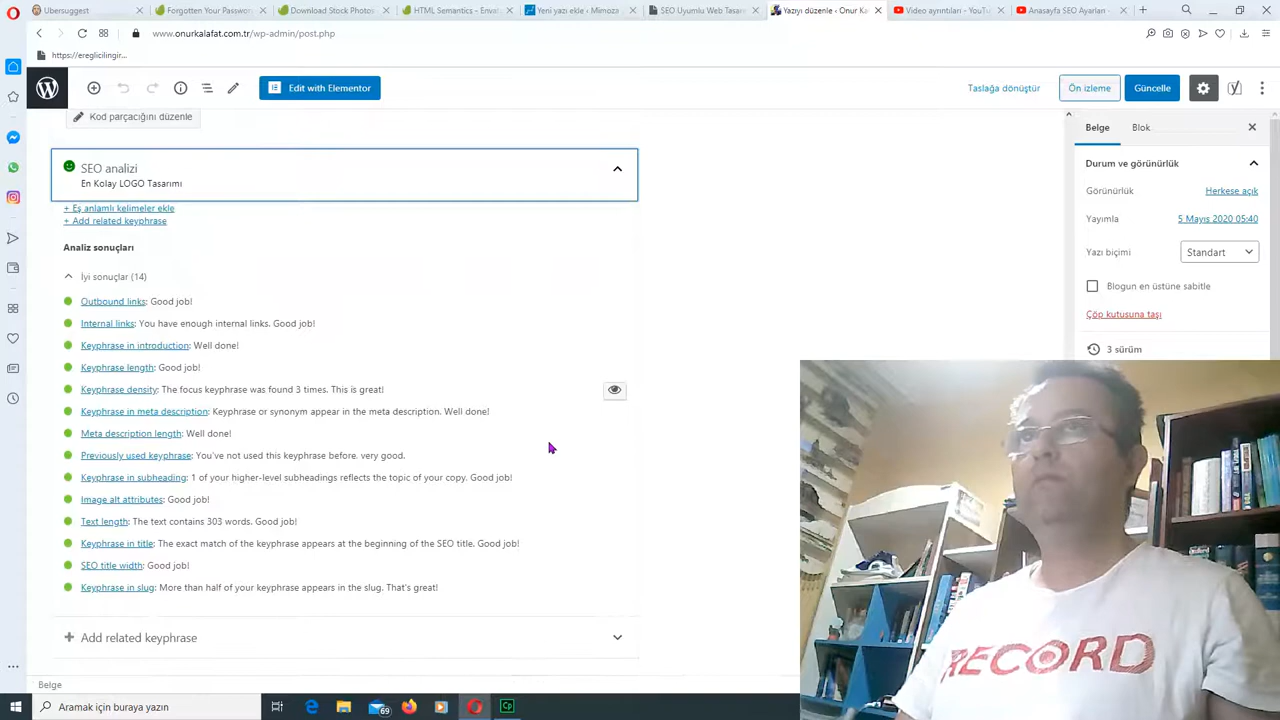 Ubersuggest
Forgotten Your Passwor
Download Stock Photos
HTML Semantics – Envat
Yeni yazı ekle ‹ Mimoza
SEO Uyumlu Web Tasar
Yazıyı düzenle ‹ Onur Ka
Video ayrıntıları - YouTu
Anasayfa SEO Ayarları -
www.onurkalafat.com.tr/wp-admin/post.php
https://ereglicilingir...
Edit with Elementor
Taslağa dönüştür
Ön izleme
Güncelle
Kod parçacığını düzenle
SEO analizi
En Kolay LOGO Tasarımı
+ Eş anlamlı kelimeler ekle
+ Add related keyphrase
Analiz sonuçları
İyi sonuçlar (14)
Outbound links: Good job!
Internal links: You have enough internal links. Good job!
Keyphrase in introduction: Well done!
Keyphrase length: Good job!
Keyphrase density: The focus keyphrase was found 3 times. This is great!
Keyphrase in meta description: Keyphrase or synonym appear in the meta description. Well done!
Meta description length: Well done!
Previously used keyphrase: You've not used this keyphrase before. very good.
Keyphrase in subheading: 1 of your higher-level subheadings reflects the topic of your copy. Good job!
Image alt attributes: Good job!
Text length: The text contains 303 words. Good job!
Keyphrase in title: The exact match of the keyphrase appears at the beginning of the SEO title. Good job!
SEO title width: Good job!
Keyphrase in slug: More than half of your keyphrase appears in the slug. That's great!
Add related keyphrase
Belge
Belge
Blok
Durum ve görünürlük
Görünürlük
Herkese açık
Yayımla
5 Mayıs 2020 05:40
Yazı biçimi
Standart
Blogun en üstüne sabitle
Çöp kutusuna taşı
3 sürüm
RECORD
Aramak için buraya yazın
69
Cp